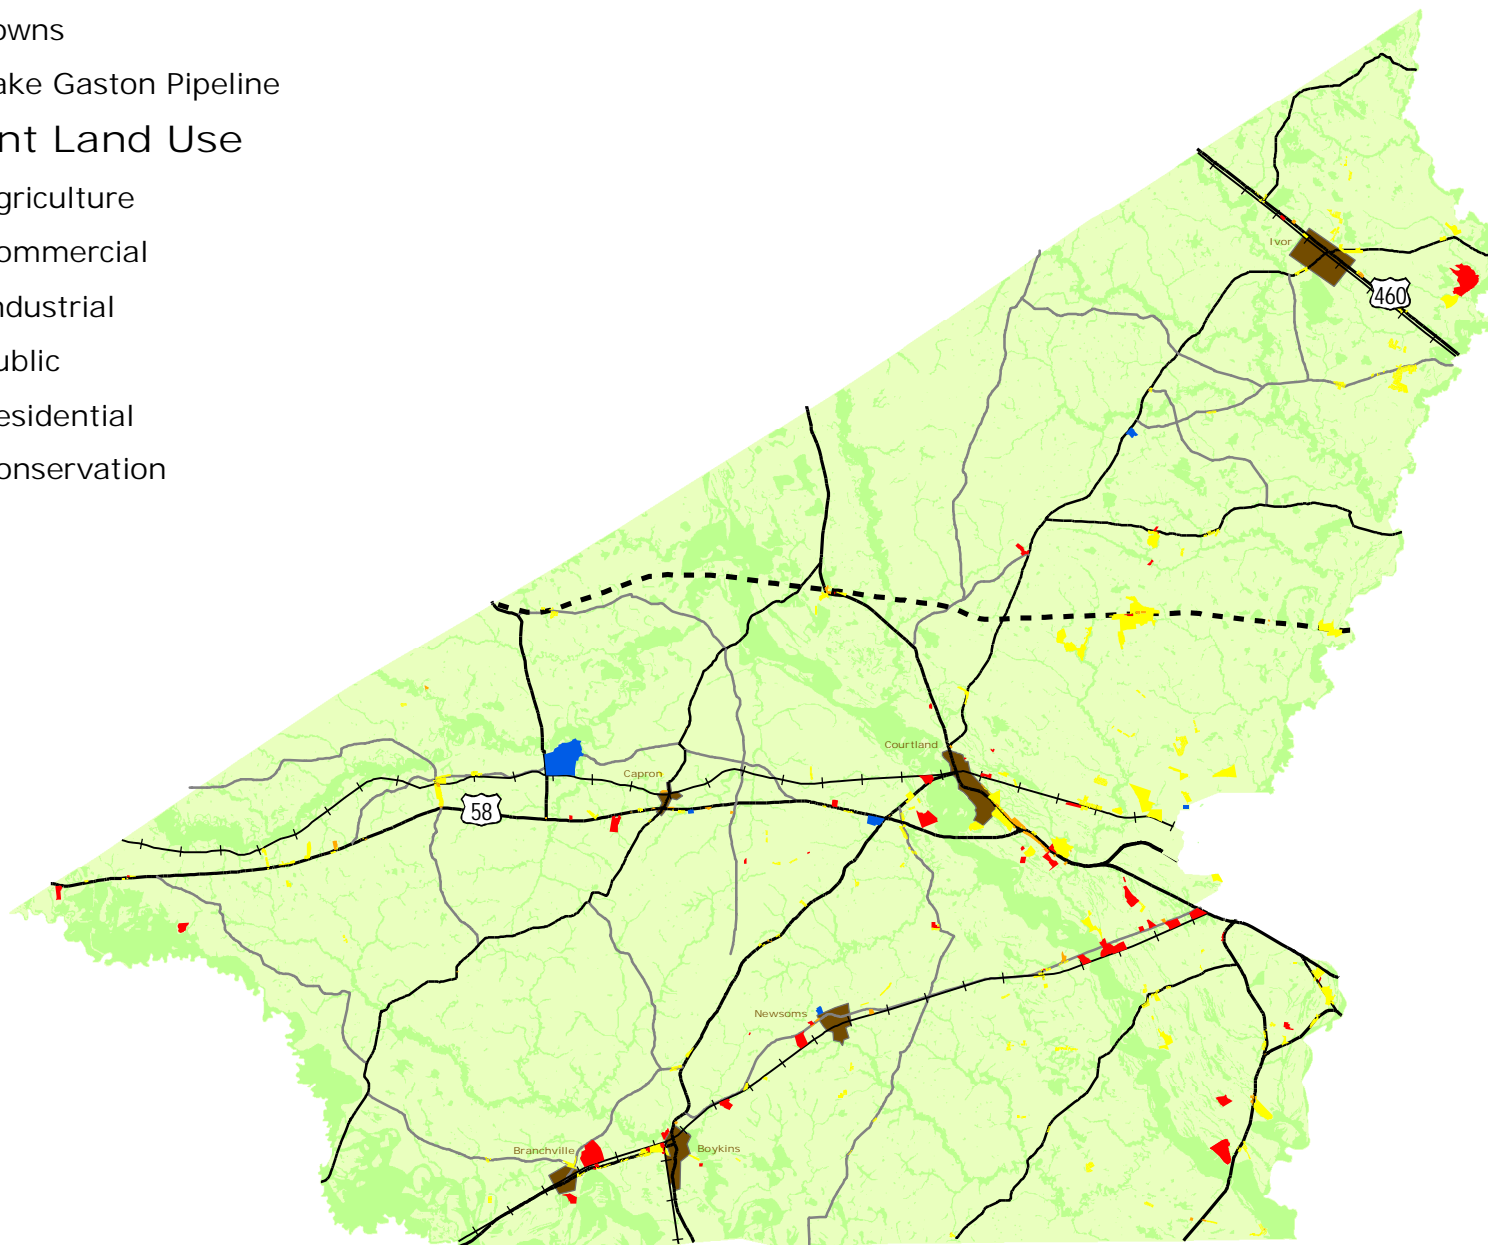 owns
ake Gaston Pipeline
nt Land Use
griculture
ommercial
ndustrial
ublic
esidential
onservation
Ivor
460
Courtland
Capron
58
Newsoms
Branchville
Boykins